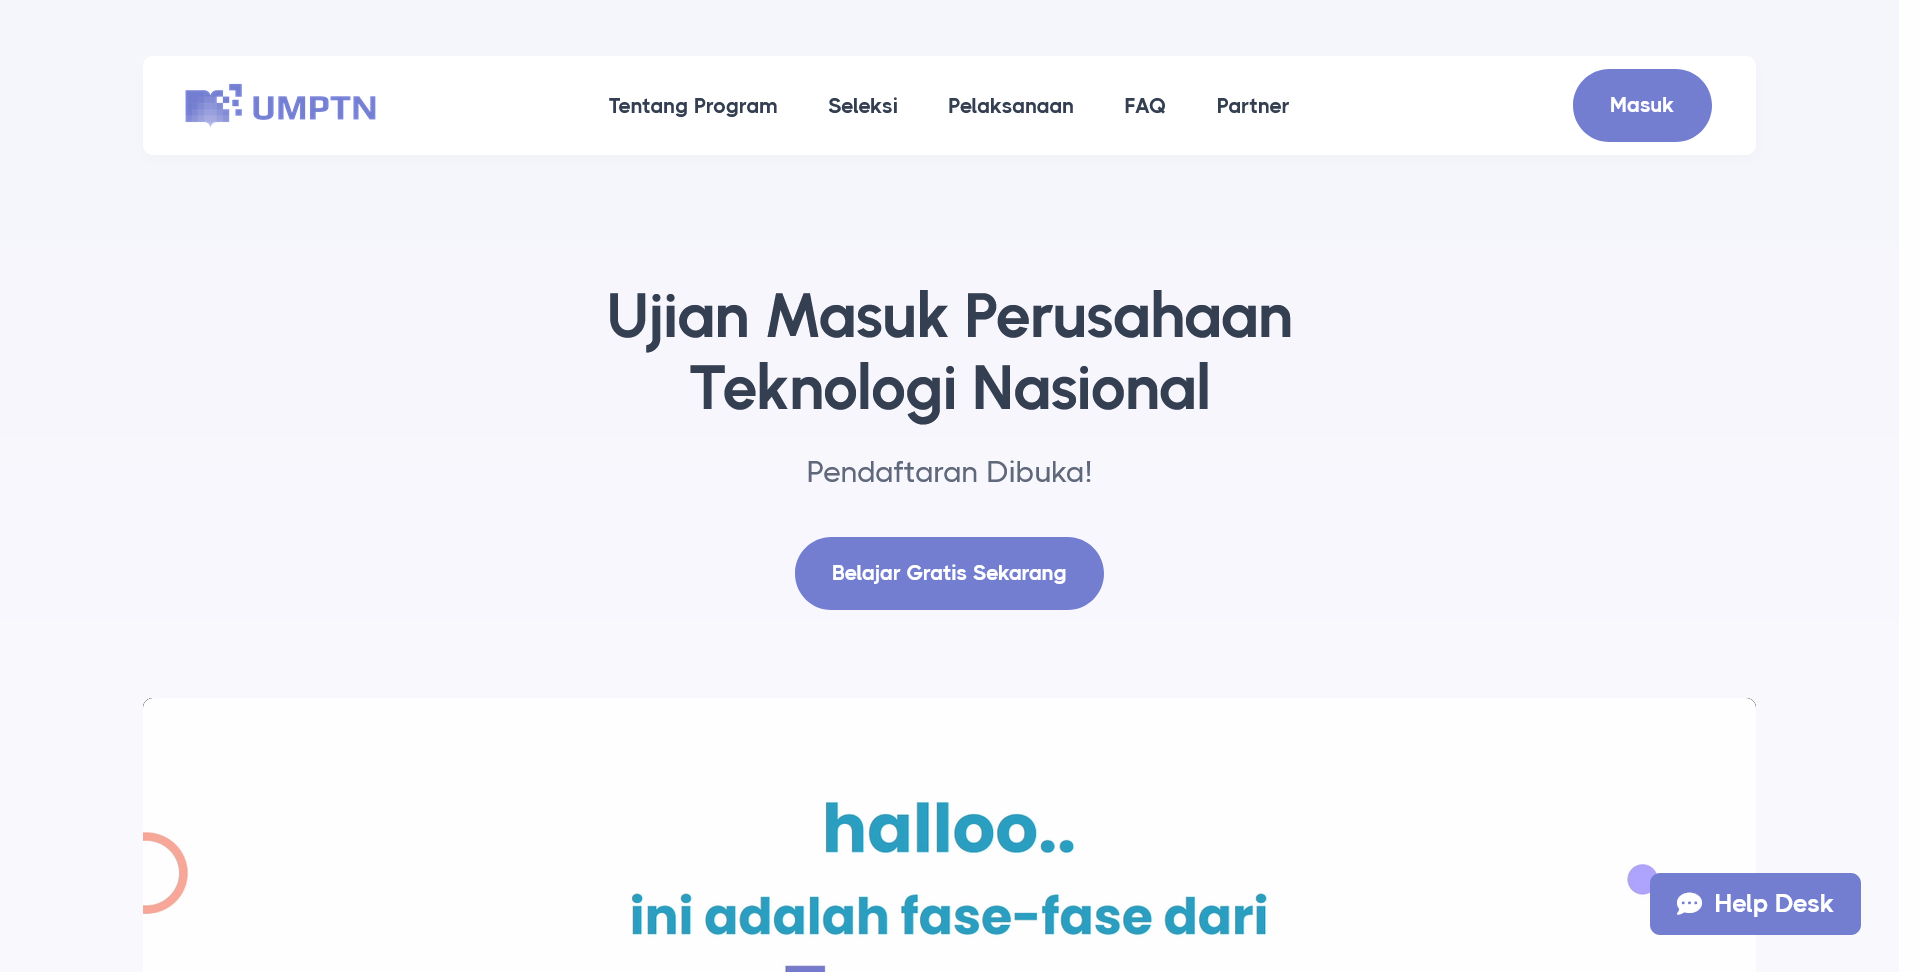 UMPTN
Tentang Program
Seleksi
Pelaksanaan
FAQ
Partner
Masuk
Ujian Masuk Perusahaan
Teknologi Nasional
Pendaftaran Dibuka!
Belajar Gratis Sekarang
halloo..
ini adalah fase-fase dari
Help Desk